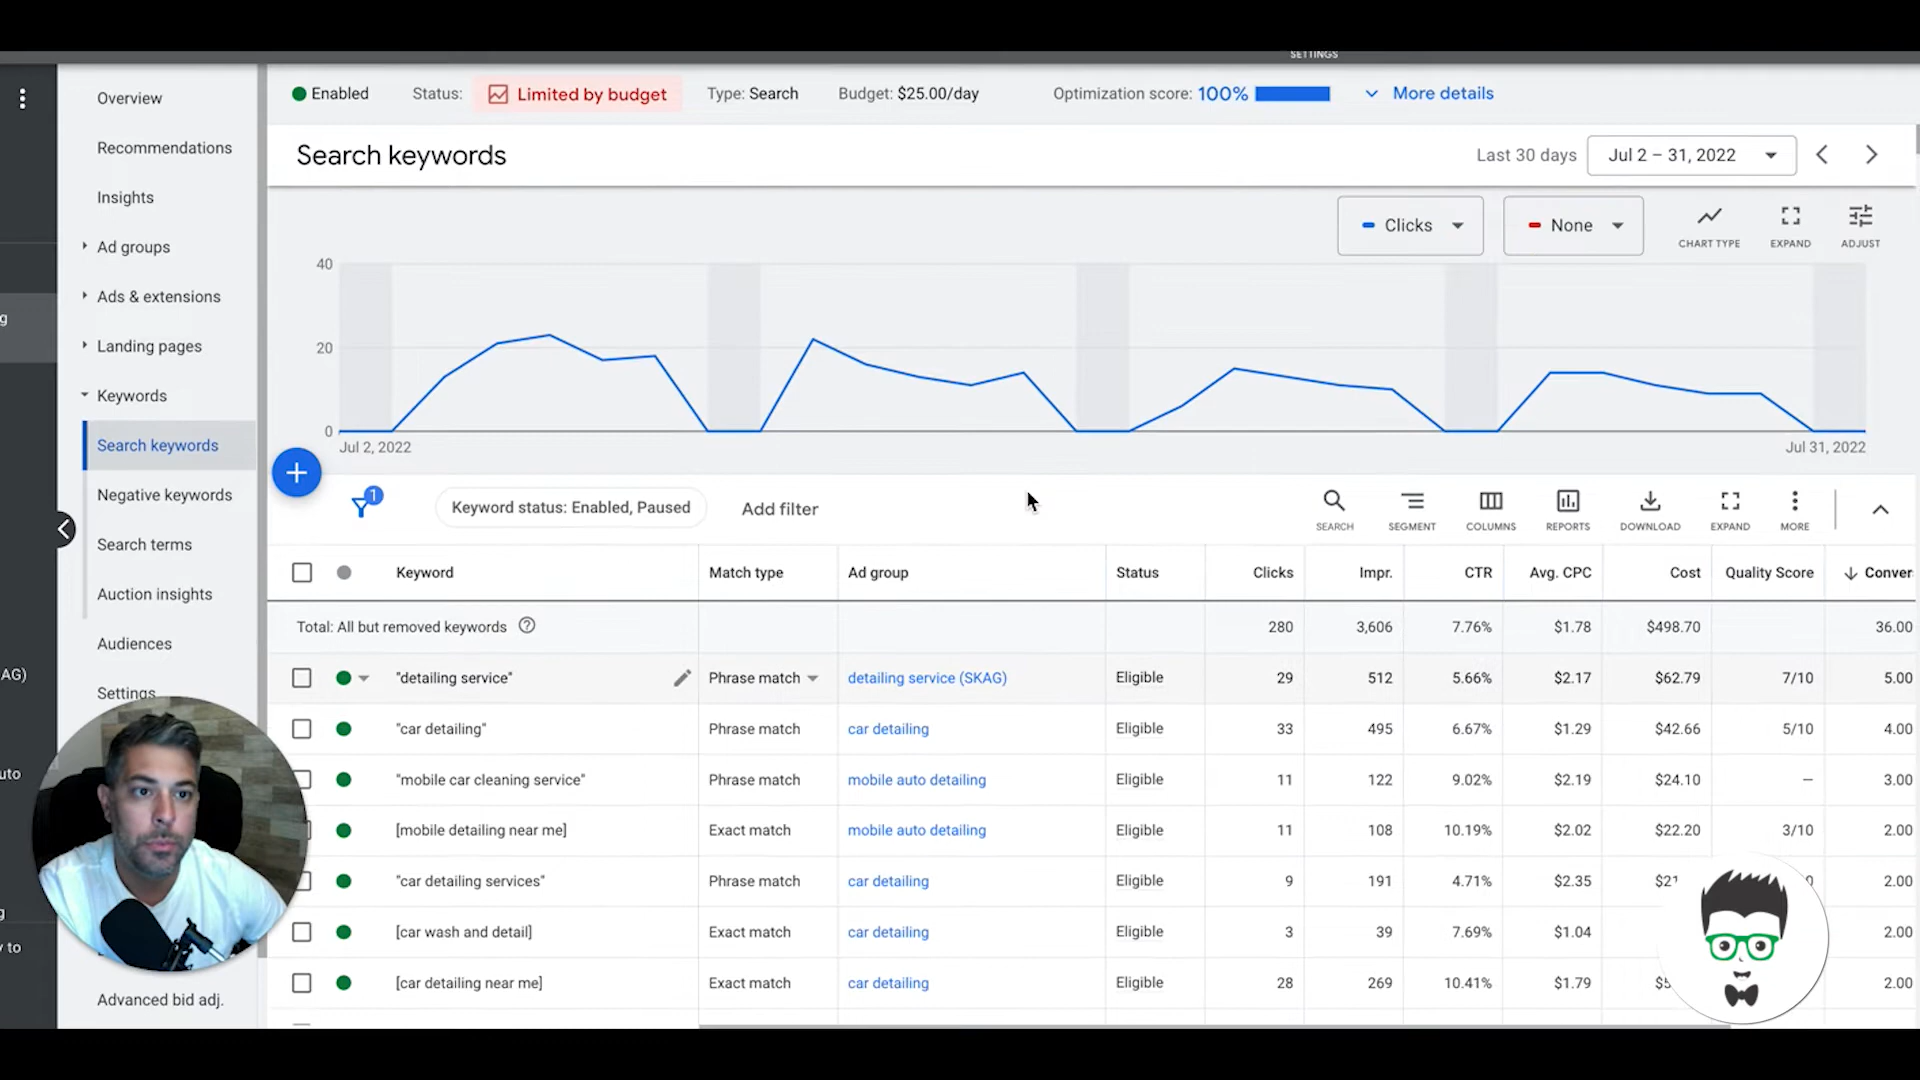 SETTINGS
Enabled Status: Limited by budget Type: Search Budget: $25.00/day Optimization score: 100% More details
Overview
Recommendations
Insights
Ad groups
Ads & extensions
Landing pages
Keywords
Search keywords
Negative keywords
Search terms
Auction insights
Audiences
Settings
Advanced bid adj.
g
AG)
uto
g
y to
Search keywords
Last 30 days Jul 2 – 31, 2022
Clicks None CHART TYPE EXPAND ADJUST
40
20
0
Jul 2, 2022 Jul 31, 2022
1 Keyword status: Enabled, Paused Add filter
SEARCH SEGMENT COLUMNS REPORTS DOWNLOAD EXPAND MORE
Keyword Match type Ad group Status Clicks Impr. CTR Avg. CPC Cost Quality Score Conver
Total: All but removed keywords 280 3,606 7.76% $1.78 $498.70 36.00
"detailing service" Phrase match detailing service (SKAG) Eligible 29 512 5.66% $2.17 $62.79 7/10 5.00
"car detailing" Phrase match car detailing Eligible 33 495 6.67% $1.29 $42.66 5/10 4.00
"mobile car cleaning service" Phrase match mobile auto detailing Eligible 11 122 9.02% $2.19 $24.10 — 3.00
[mobile detailing near me] Exact match mobile auto detailing Eligible 11 108 10.19% $2.02 $22.20 3/10 2.00
"car detailing services" Phrase match car detailing Eligible 9 191 4.71% $2.35 2.00
[car wash and detail] Exact match car detailing Eligible 3 39 7.69% $1.04 2.00
[car detailing near me] Exact match car detailing Eligible 28 269 10.41% $1.79 2.00